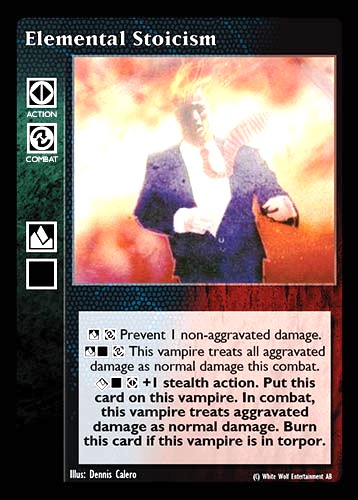 Elemental Stoicism
ACTION
COMBAT
Prevent 1 non-aggravated damage.
This vampire treats all aggravated
damage as normal damage this combat.
+1 stealth action. Put this
card on this vampire. In combat,
this vampire treats aggravated
damage as normal damage. Burn
this card if this vampire is in torpor.
Illus: Dennis Calero
(C) White Wolf Entertainment AB